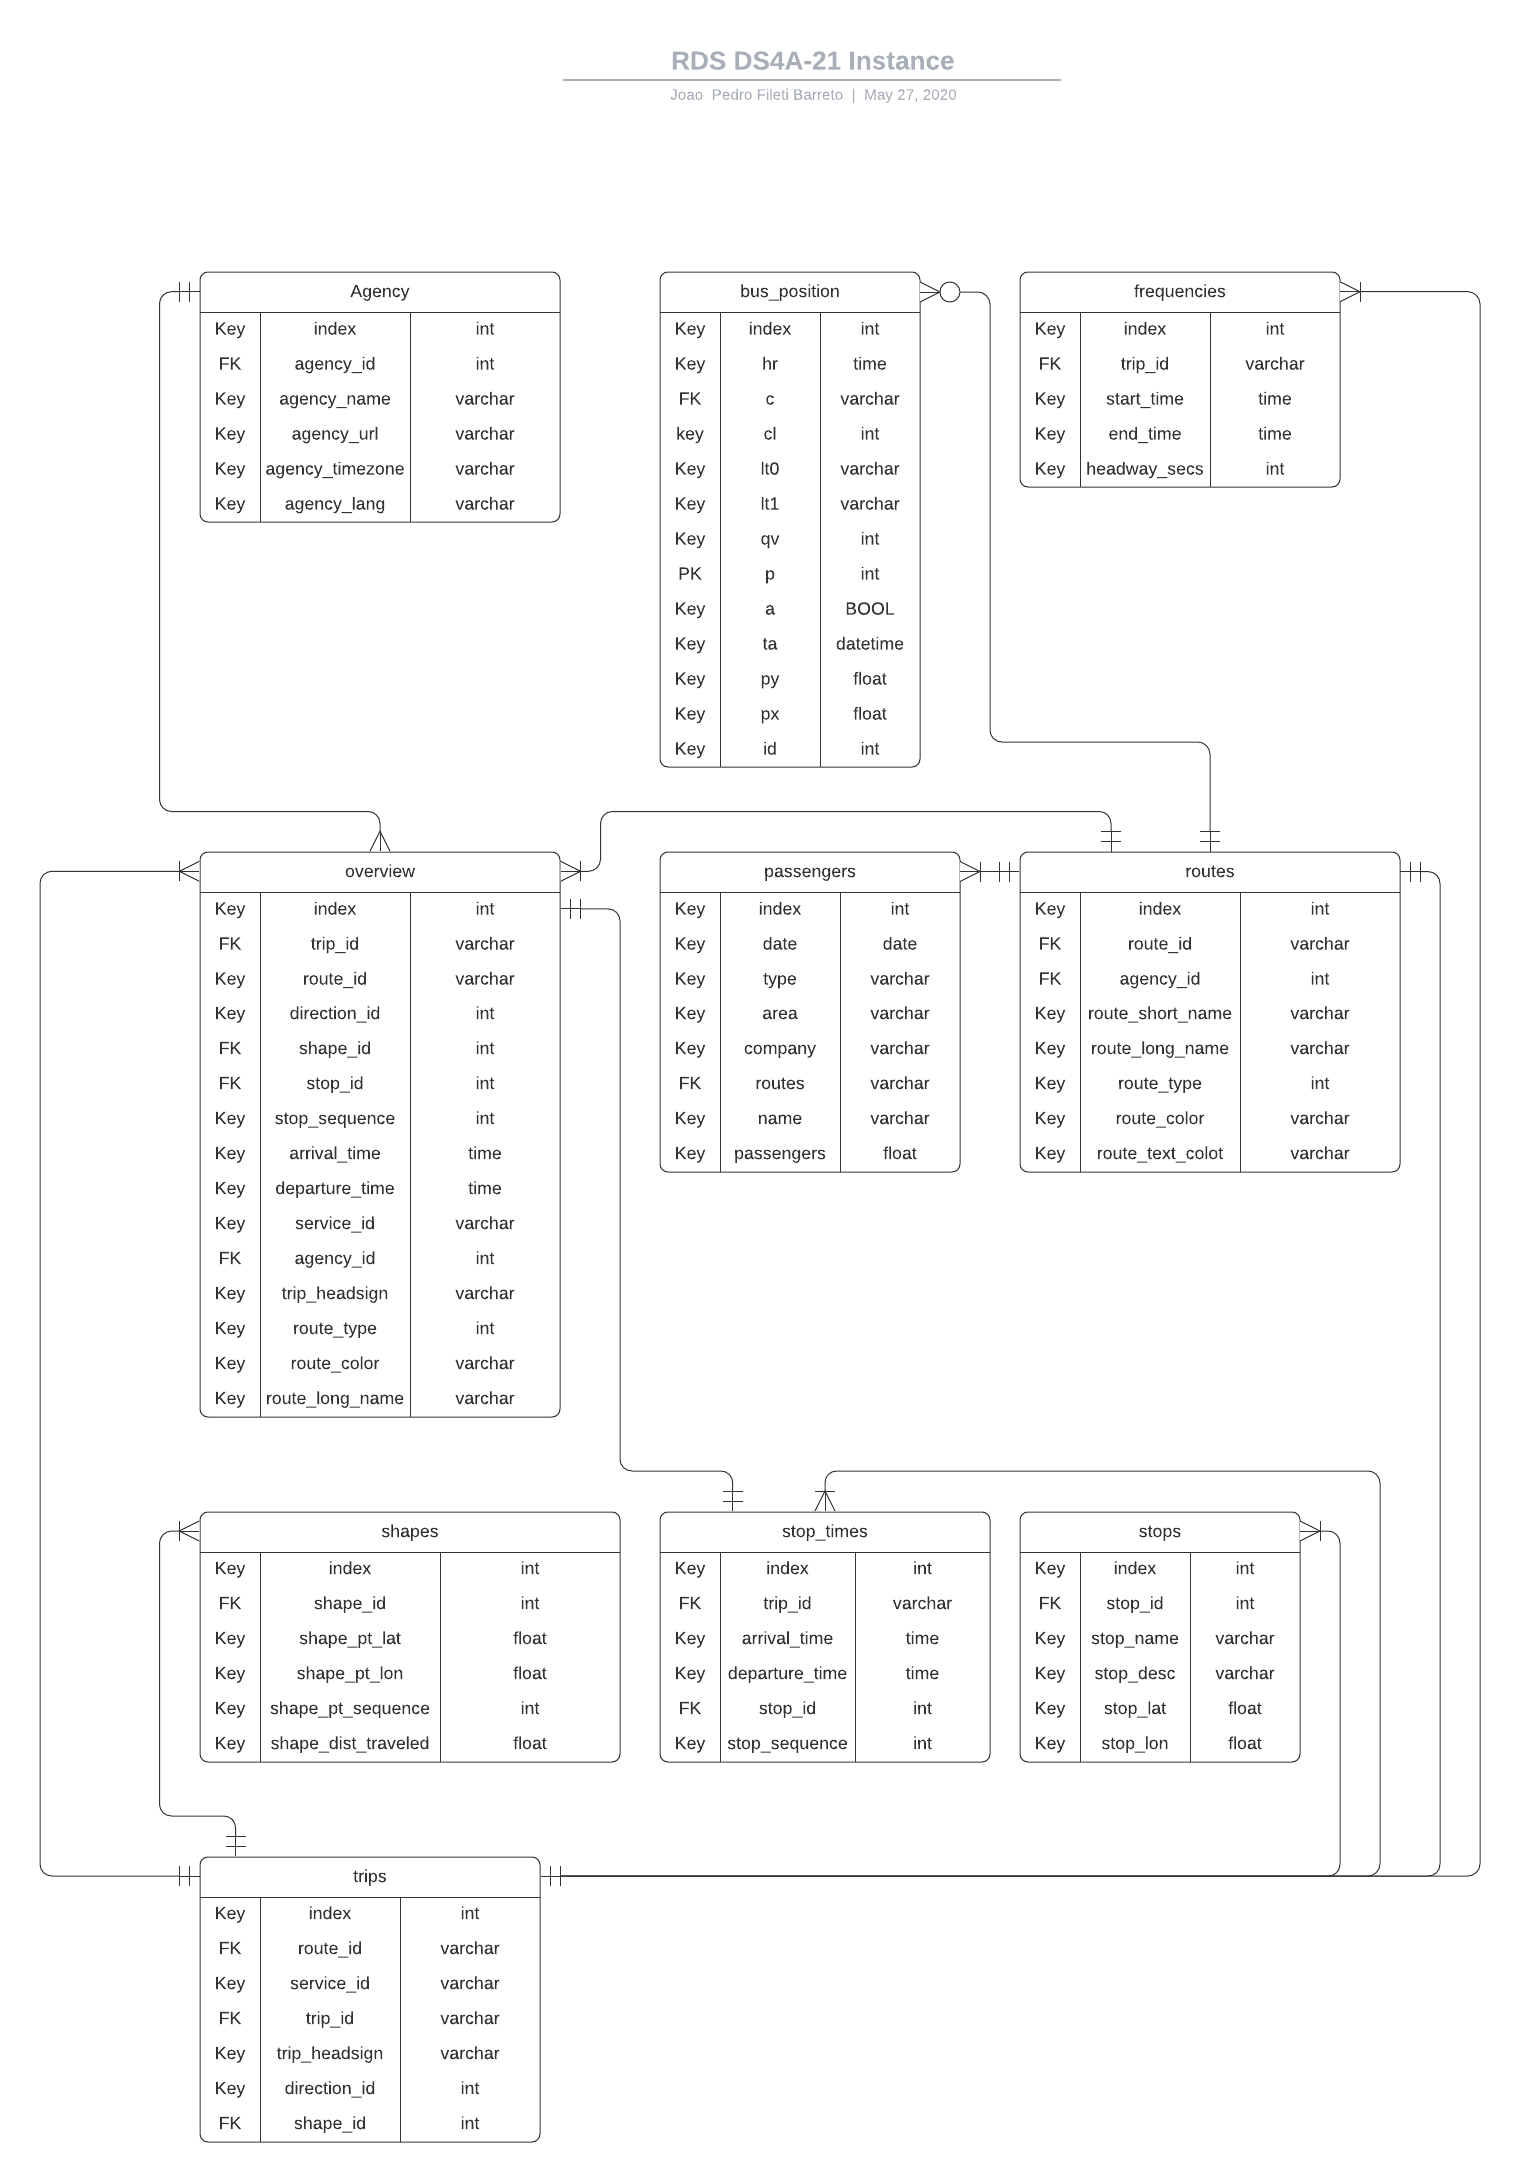 RDS DS4A-21 Instance
Joao Pedro Fileti Barreto | May 27, 2020
Agency
Key index int
FK agency_id int
Key agency_name varchar
Key agency_url varchar
Key agency_timezone varchar
Key agency_lang varchar
bus_position
Key index int
Key hr time
FK c varchar
key cl int
Key lt0 varchar
Key lt1 varchar
Key qv int
PK p int
Key a BOOL
Key ta datetime
Key py float
Key px float
Key id int
frequencies
Key index int
FK trip_id varchar
Key start_time time
Key end_time time
Key headway_secs int
overview
Key index int
FK trip_id varchar
Key route_id varchar
Key direction_id int
FK shape_id int
FK stop_id int
Key stop_sequence int
Key arrival_time time
Key departure_time time
Key service_id varchar
FK agency_id int
Key trip_headsign varchar
Key route_type int
Key route_color varchar
Key route_long_name varchar
passengers
Key index int
Key date date
Key type varchar
Key area varchar
Key company varchar
FK routes varchar
Key name varchar
Key passengers float
routes
Key index int
FK route_id varchar
FK agency_id int
Key route_short_name varchar
Key route_long_name varchar
Key route_type int
Key route_color varchar
Key route_text_colot varchar
shapes
Key index int
FK shape_id int
Key shape_pt_lat float
Key shape_pt_lon float
Key shape_pt_sequence int
Key shape_dist_traveled float
stop_times
Key index int
FK trip_id varchar
Key arrival_time time
Key departure_time time
FK stop_id int
Key stop_sequence int
stops
Key index int
FK stop_id int
Key stop_name varchar
Key stop_desc varchar
Key stop_lat float
Key stop_lon float
trips
Key index int
FK route_id varchar
Key service_id varchar
FK trip_id varchar
Key trip_headsign varchar
Key direction_id int
FK shape_id int